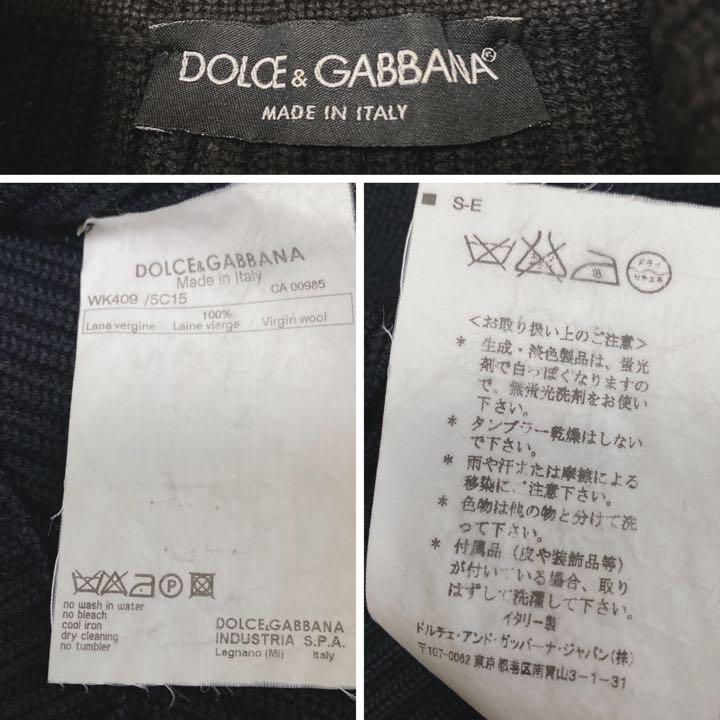 DOLCE & GABBANA®
MADE IN ITALY
DOLCE&GABBANA
Made in Italy
WK409 /5C15
CA 00985
100%
Lana vergine Laine vierge Virgin wool
no wash in water
no bleach
cool iron
dry cleaning
no tumbler
DOLCE&GABBANA
INDUSTRIA S.P.A.
Legnano (MI) Italy
S-E
ドライ
セキユ系
<お取り扱い上のご注意>
* 生成・淡色製品は、蛍光
剤で白っぽくなりますの
で、無蛍光洗剤をお使い
下さい。
* タンブラー乾燥はしない
で下さい。
* 雨や汗または摩擦による
移染にご注意下さい。
* 色物は他の物と分けて洗
って下さい。
* 付属品（皮や装飾品等）
が付いている場合、取り
はずして洗濯して下さい。
イタリー製
ドルチェ・アンド・ガッバーナ・ジャパン(株)
〒107-0062 東京都港区南青山3-1-31